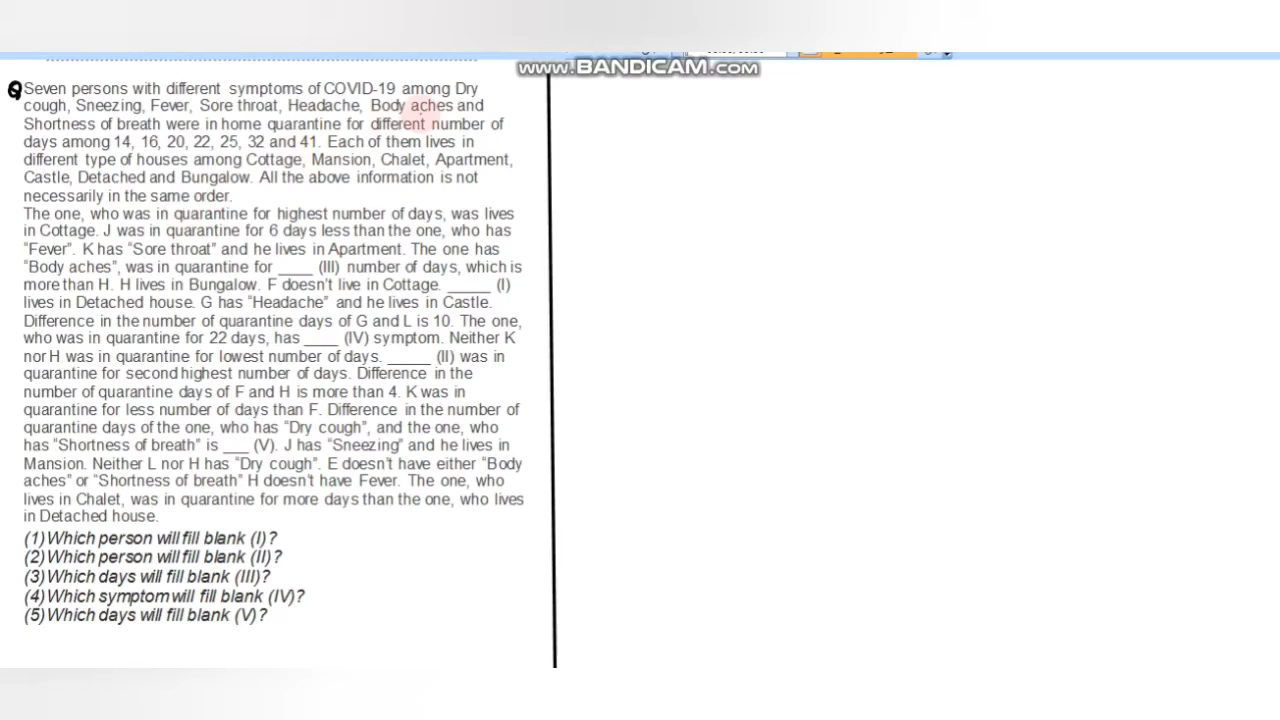 www.BANDICAM.com
Q Seven persons with different symptoms of COVID-19 among Dry
cough, Sneezing, Fever, Sore throat, Headache, Body aches and
Shortness of breath were in home quarantine for different number of
days among 14, 16, 20, 22, 25, 32 and 41. Each of them lives in
different type of houses among Cottage, Mansion, Chalet, Apartment,
Castle, Detached and Bungalow. All the above information is not
necessarily in the same order.
The one, who was in quarantine for highest number of days, was lives
in Cottage. J was in quarantine for 6 days less than the one, who has
“Fever”. K has “Sore throat” and he lives in Apartment. The one has
“Body aches”, was in quarantine for ____ (III) number of days, which is
more than H. H lives in Bungalow. F doesn’t live in Cottage. _____ (I)
lives in Detached house. G has “Headache” and he lives in Castle.
Difference in the number of quarantine days of G and L is 10. The one,
who was in quarantine for 22 days, has ____ (IV) symptom. Neither K
nor H was in quarantine for lowest number of days. _____ (II) was in
quarantine for second highest number of days. Difference in the
number of quarantine days of F and H is more than 4. K was in
quarantine for less number of days than F. Difference in the number of
quarantine days of the one, who has “Dry cough”, and the one, who
has “Shortness of breath” is ___ (V). J has “Sneezing” and he lives in
Mansion. Neither L nor H has “Dry cough”. E doesn’t have either “Body
aches” or “Shortness of breath” H doesn’t have Fever. The one, who
lives in Chalet, was in quarantine for more days than the one, who lives
in Detached house.
(1) Which person will fill blank (I)?
(2) Which person will fill blank (II)?
(3) Which days will fill blank (III)?
(4) Which symptom will fill blank (IV)?
(5) Which days will fill blank (V)?